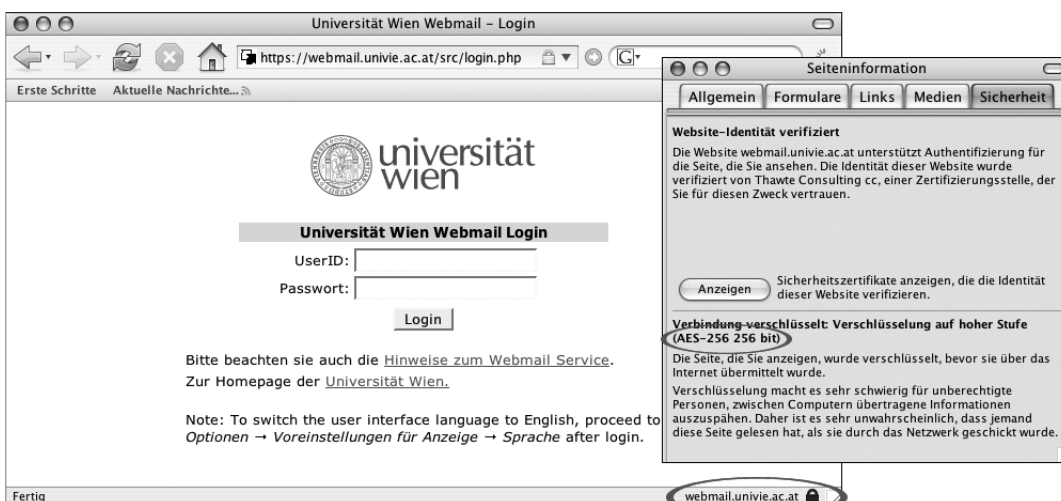 Universität Wien Webmail – Login
https://webmail.univie.ac.at/src/login.php
G
Erste Schritte Aktuelle Nachrichte...
universität
wien
Universität Wien Webmail Login
UserID:
Passwort:
Login
Bitte beachten sie auch die Hinweise zum Webmail Service.
Zur Homepage der Universität Wien.
Note: To switch the user interface language to English, proceed to
Optionen → Voreinstellungen für Anzeige → Sprache after login.
Fertig
webmail.univie.ac.at
Seiteninformation
Allgemein Formulare Links Medien Sicherheit
Website-Identität verifiziert
Die Website webmail.univie.ac.at unterstützt Authentifizierung für
die Seite, die Sie ansehen. Die Identität dieser Website wurde
verifiziert von Thawte Consulting cc, einer Zertifizierungsstelle, der
Sie für diesen Zweck vertrauen.
Anzeigen
Sicherheitszertifikate anzeigen, die die Identität
dieser Website verifizieren.
Verbindung verschlüsselt: Verschlüsselung auf hoher Stufe
(AES-256 256 bit)
Die Seite, die Sie anzeigen, wurde verschlüsselt, bevor sie über das
Internet übermittelt wurde.
Verschlüsselung macht es sehr schwierig für unberechtigte
Personen, zwischen Computern übertragene Informationen
auszuspähen. Daher ist es sehr unwahrscheinlich, dass jemand
diese Seite gelesen hat, als sie durch das Netzwerk geschickt wurde.